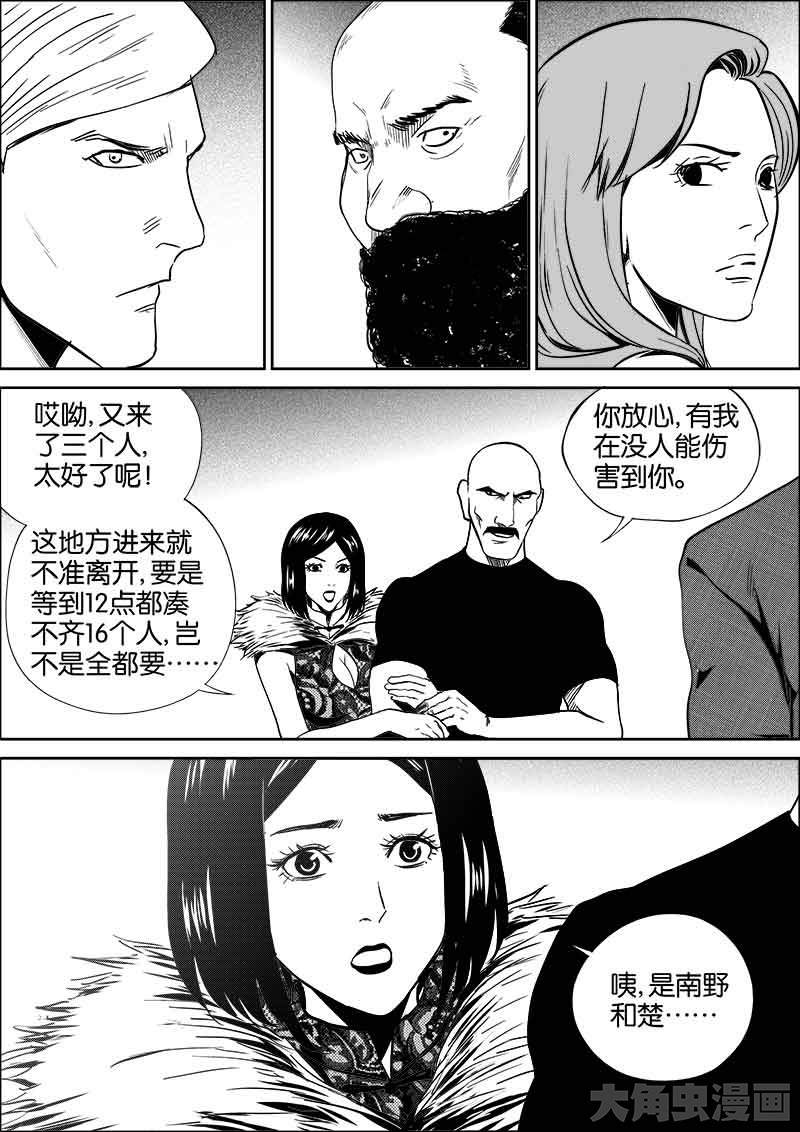 哎呦,又来
了三个人,
太好了呢!
这地方进来就
不准离开,要是
等到12点都凑
不齐16个人,岂
不是全都要……
你放心,有我
在没人能伤
害到你。
咦,是南野
和楚……
大角虫漫画